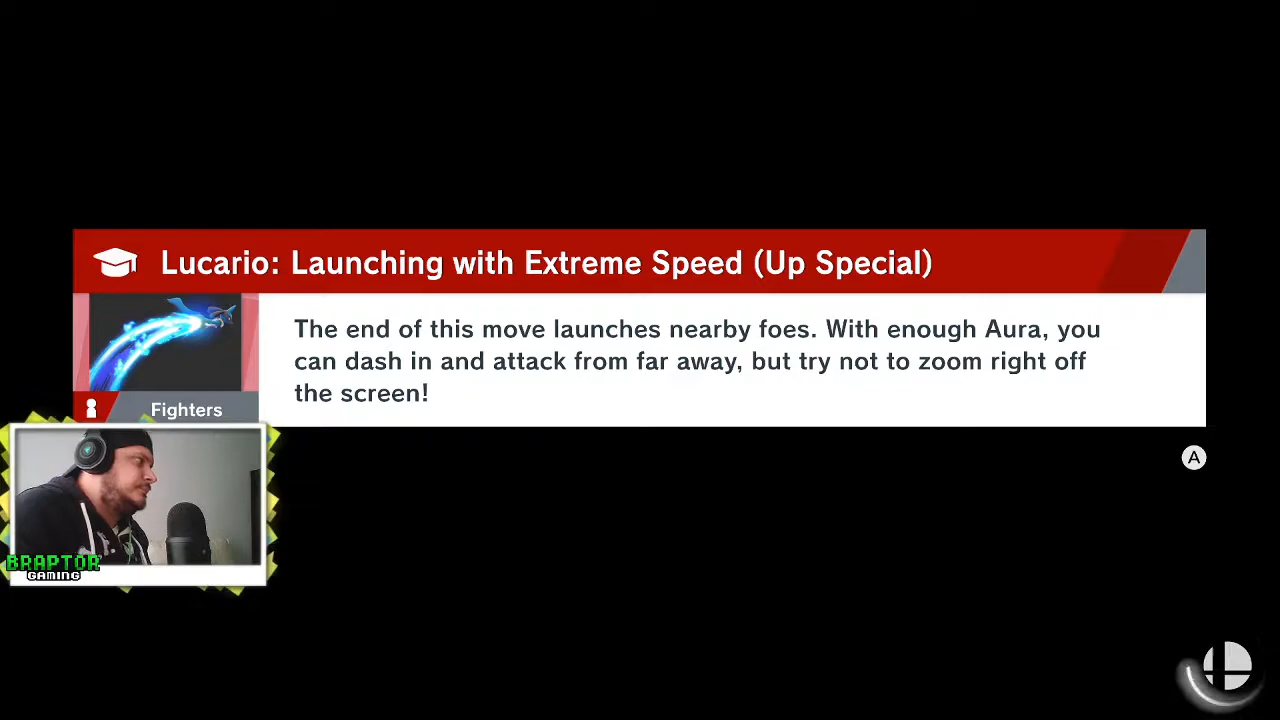 Lucario: Launching with Extreme Speed (Up Special)
The end of this move launches nearby foes. With enough Aura, you
can dash in and attack from far away, but try not to zoom right off
the screen!
Fighters
A
BRAPTOR
GAMING